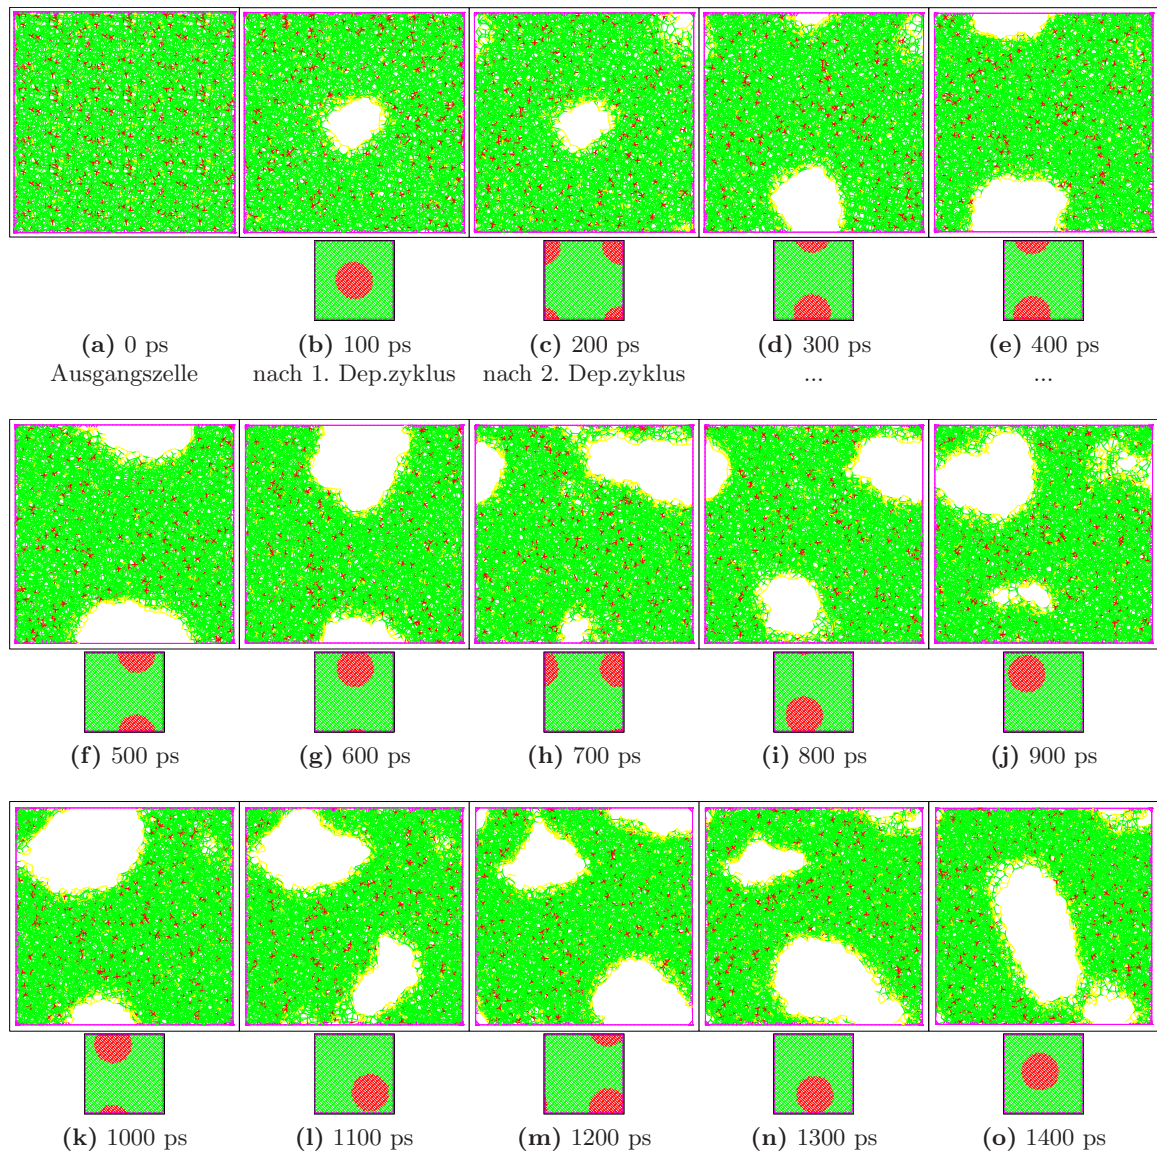 (a) 0 ps (b) 100 ps (c) 200 ps (d) 300 ps (e) 400 ps
Ausgangszelle nach 1. Dep.zyklus nach 2. Dep.zyklus ... ...
(f) 500 ps (g) 600 ps (h) 700 ps (i) 800 ps (j) 900 ps
(k) 1000 ps (l) 1100 ps (m) 1200 ps (n) 1300 ps (o) 1400 ps